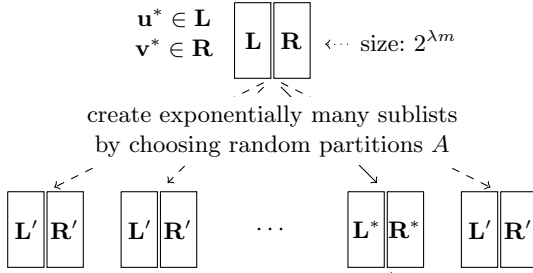 u* ∈ L
v* ∈ R
L R
size: 2^{λm}
create exponentially many sublists
by choosing random partitions A
L′ R′ L′ R′ ··· L* R* L′ R′